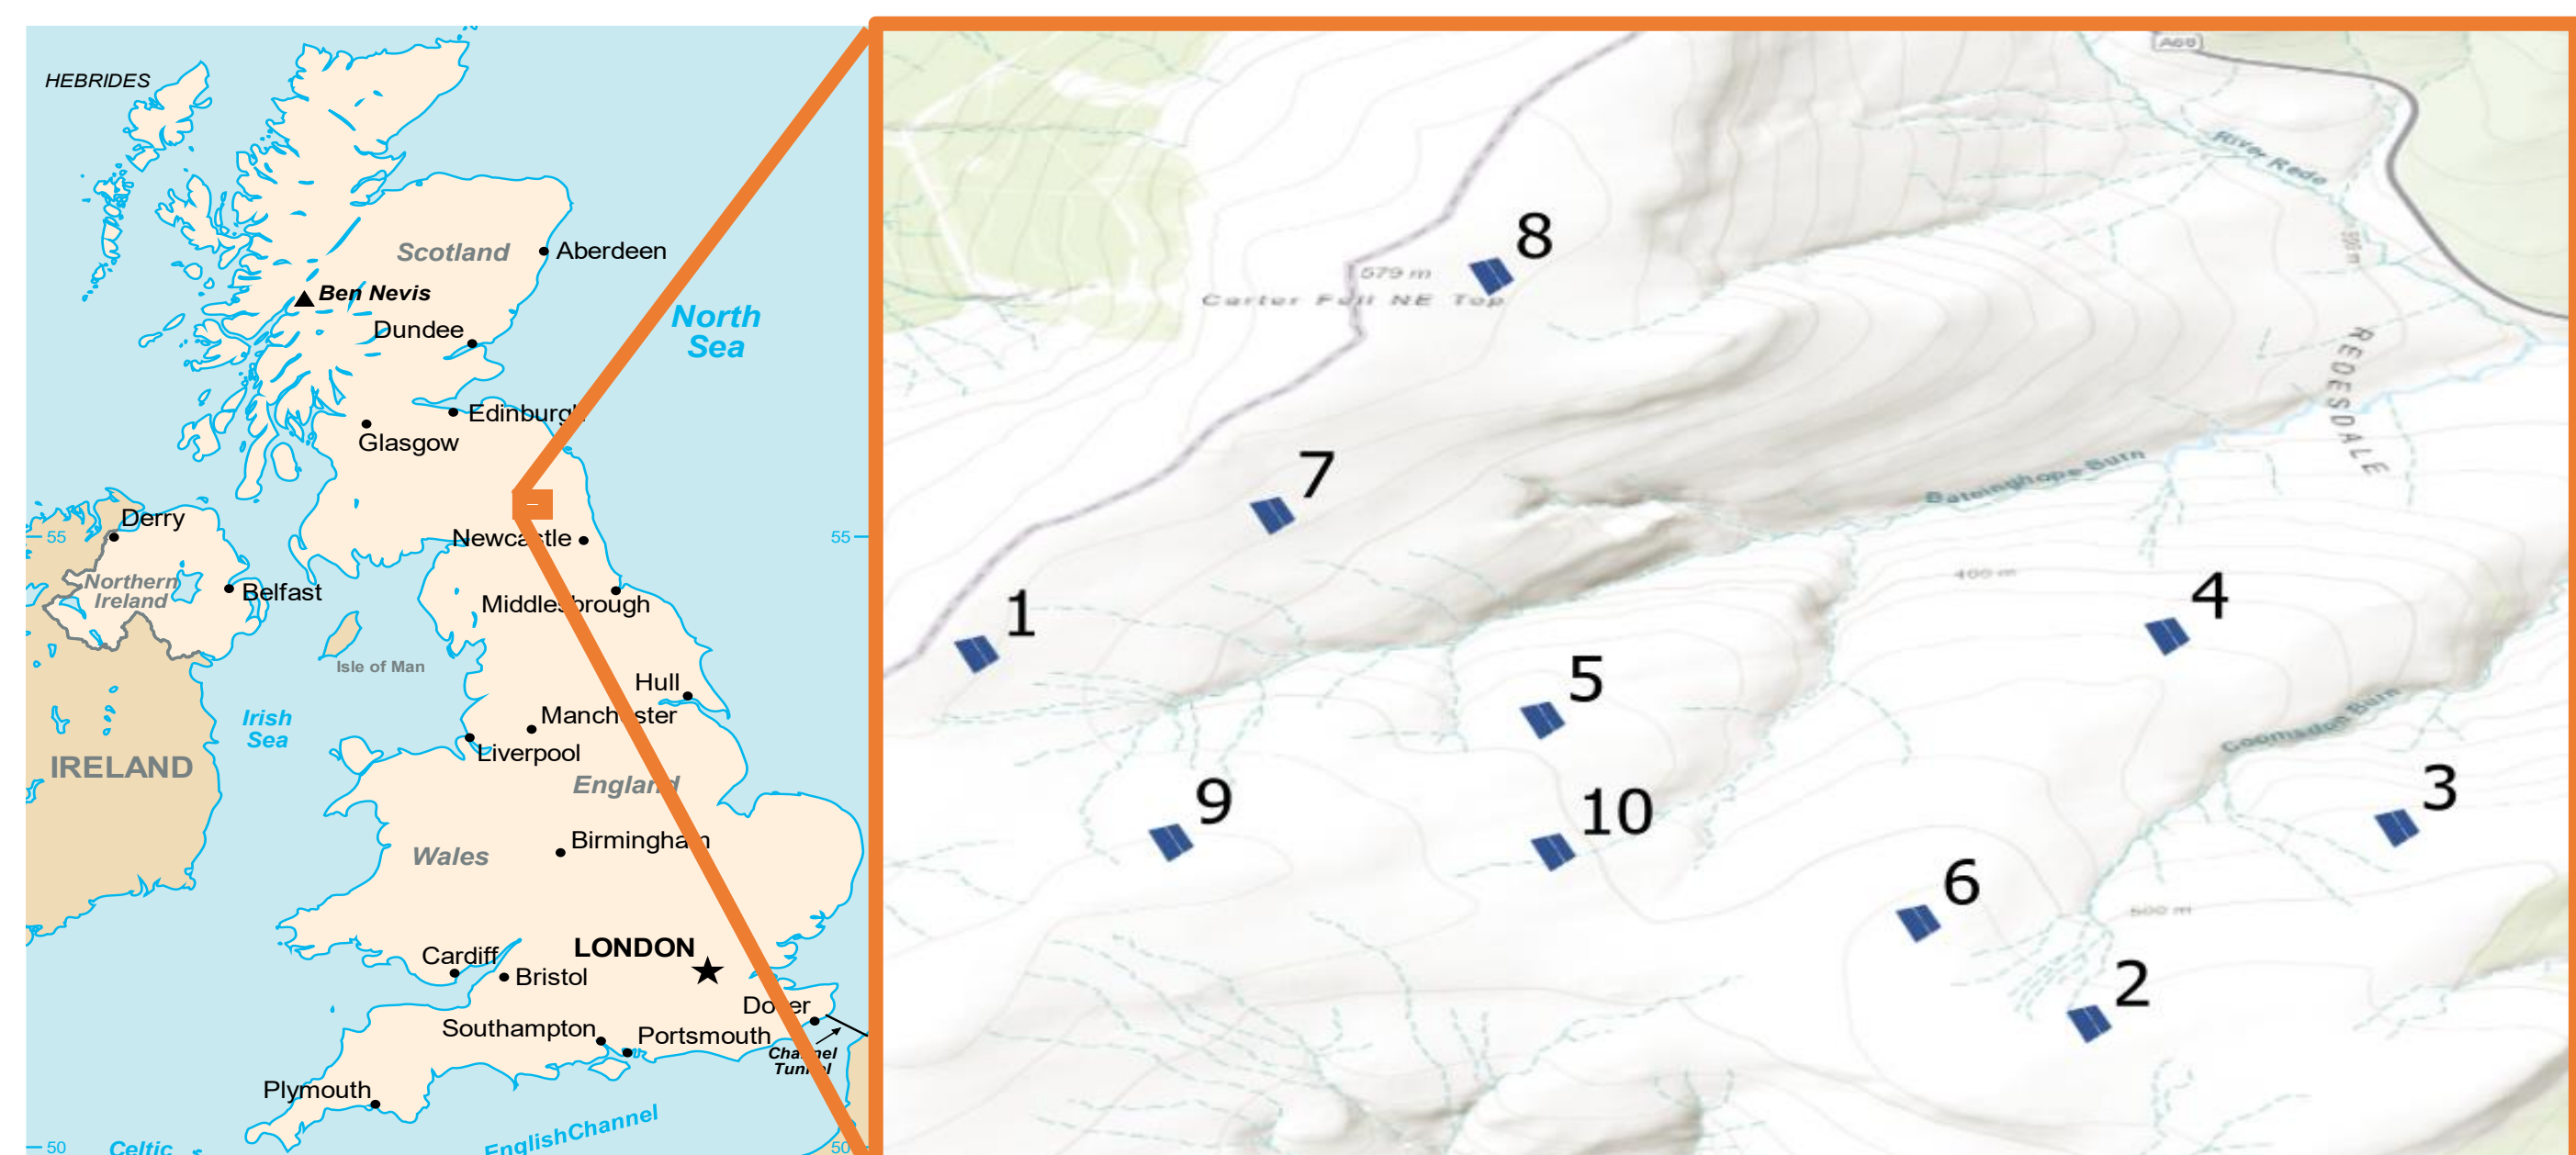 HEBRIDES
Scotland
Aberdeen
Ben Nevis
Dundee
North
Sea
Edinburgh
Glasgow
Derry
55
55
Newcastle
Northern
Ireland
Belfast
Middlesbrough
Isle of Man
Hull
Irish
Sea
Manchester
Liverpool
IRELAND
England
Birmingham
Wales
LONDON
Cardiff
Bristol
Dover
Southampton
Portsmouth
Channel
Tunnel
Plymouth
English Channel
50
Celtic
50
A68
River Rede
8
579 m
Carter Fell NE Top
REDESDALE
7
Bateinghope Burn
400 m
4
1
5
Coomsdon Burn
9
10
3
6
500 m
2